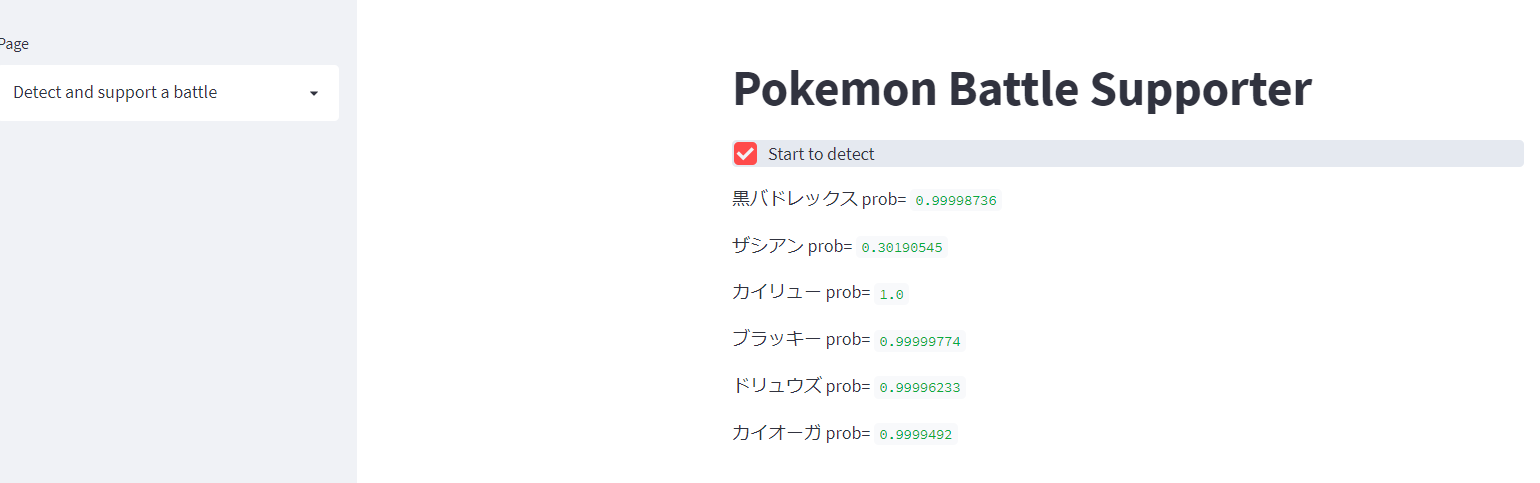 Page
Detect and support a battle
Pokemon Battle Supporter
Start to detect
黒バドレックス prob= 0.99998736
ザシアン prob= 0.30190545
カイリュー prob= 1.0
ブラッキー prob= 0.99999774
ドリュウズ prob= 0.99996233
カイオーガ prob= 0.9999492